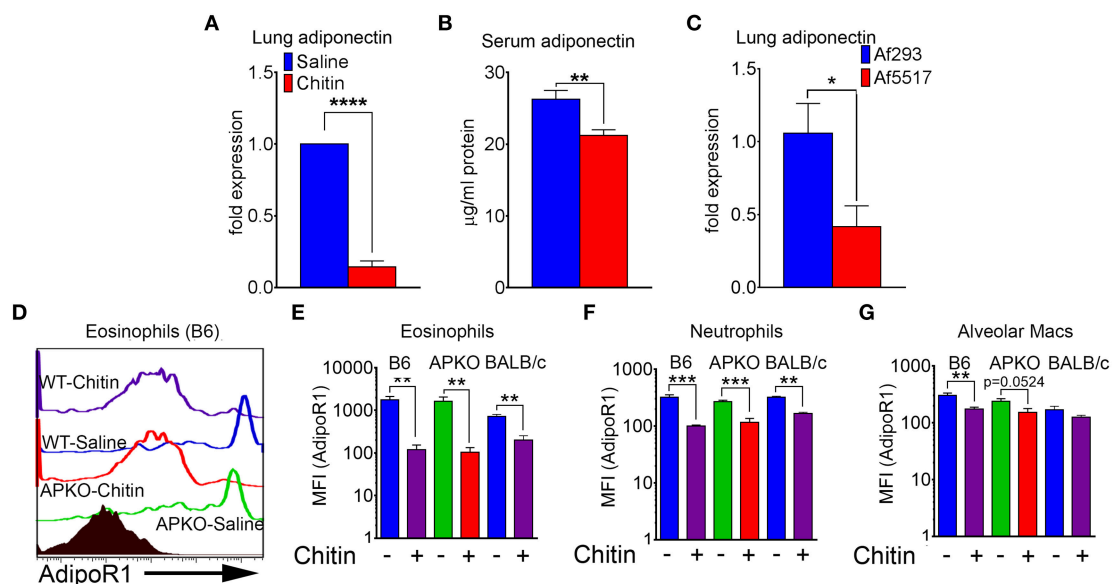 A
Lung adiponectin
Saline
Chitin
fold expression
1.5
1.0
0.5
0.0
****
B
Serum adiponectin
µg/ml protein
30
20
10
0
**
C
Lung adiponectin
Af293
Af5517
fold expression
1.5
1.0
0.5
0.0
*
D
Eosinophils (B6)
WT-Chitin
WT-Saline
APKO-Chitin
APKO-Saline
AdipoR1
E
Eosinophils
B6 APKO BALB/c
MFI (AdipoR1)
10000
1000
100
10
1
** ** **
Chitin - + - + - +
F
Neutrophils
B6 APKO BALB/c
MFI (AdipoR1)
1000
100
10
1
*** *** **
Chitin - + - + - +
G
Alveolar Macs
B6 APKO BALB/c
MFI (AdipoR1)
1000
100
10
1
** p=0.0524
Chitin - + - + - +